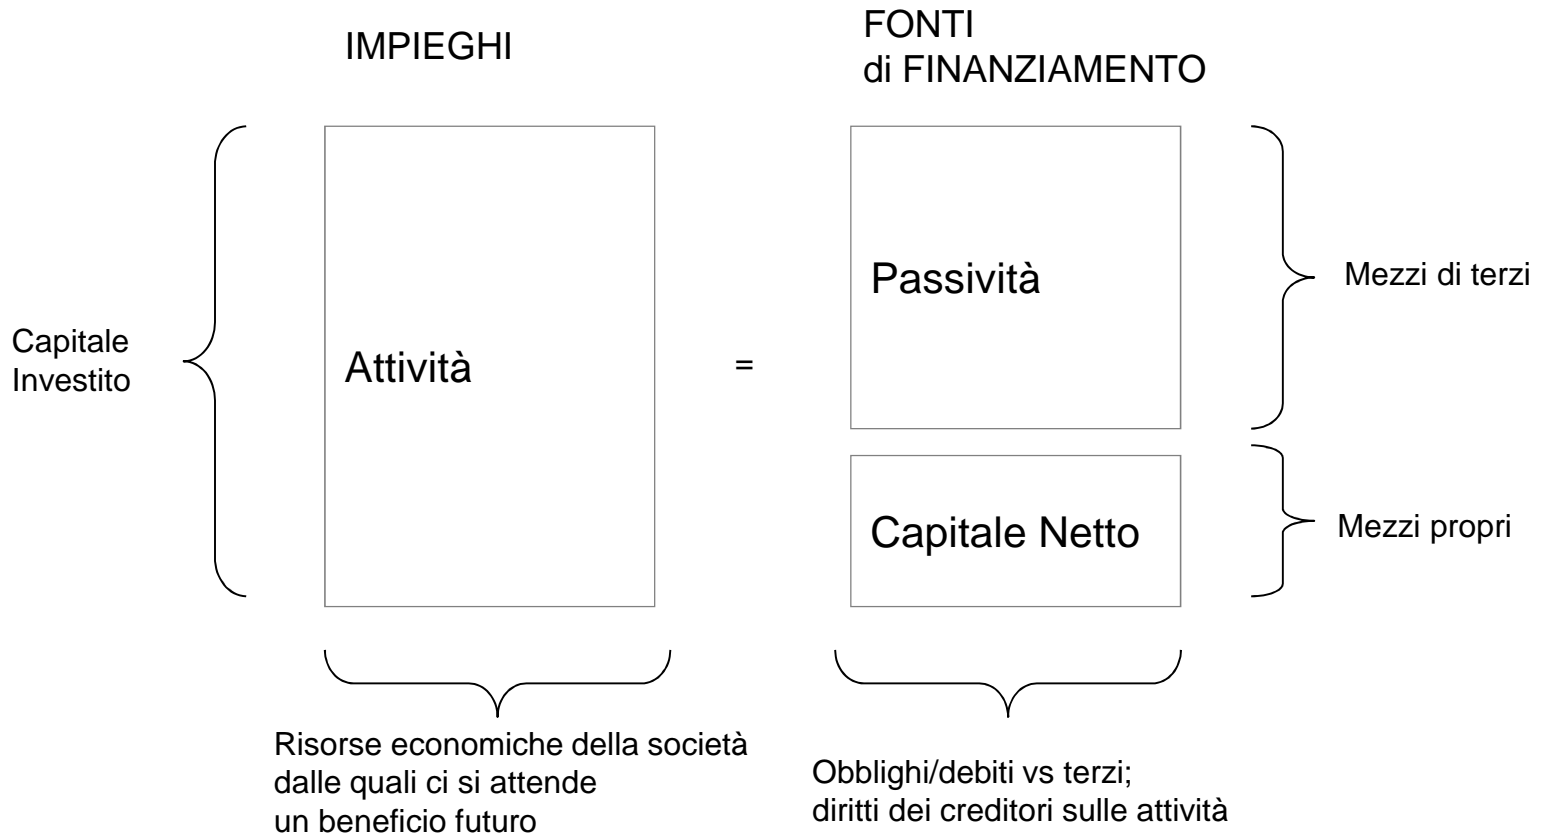 IMPIEGHI
FONTI
di FINANZIAMENTO
Capitale
Investito
Attività
=
Passività
Capitale Netto
Mezzi di terzi
Mezzi propri
Risorse economiche della società
dalle quali ci si attende
un beneficio futuro
Obblighi/debiti vs terzi;
diritti dei creditori sulle attività